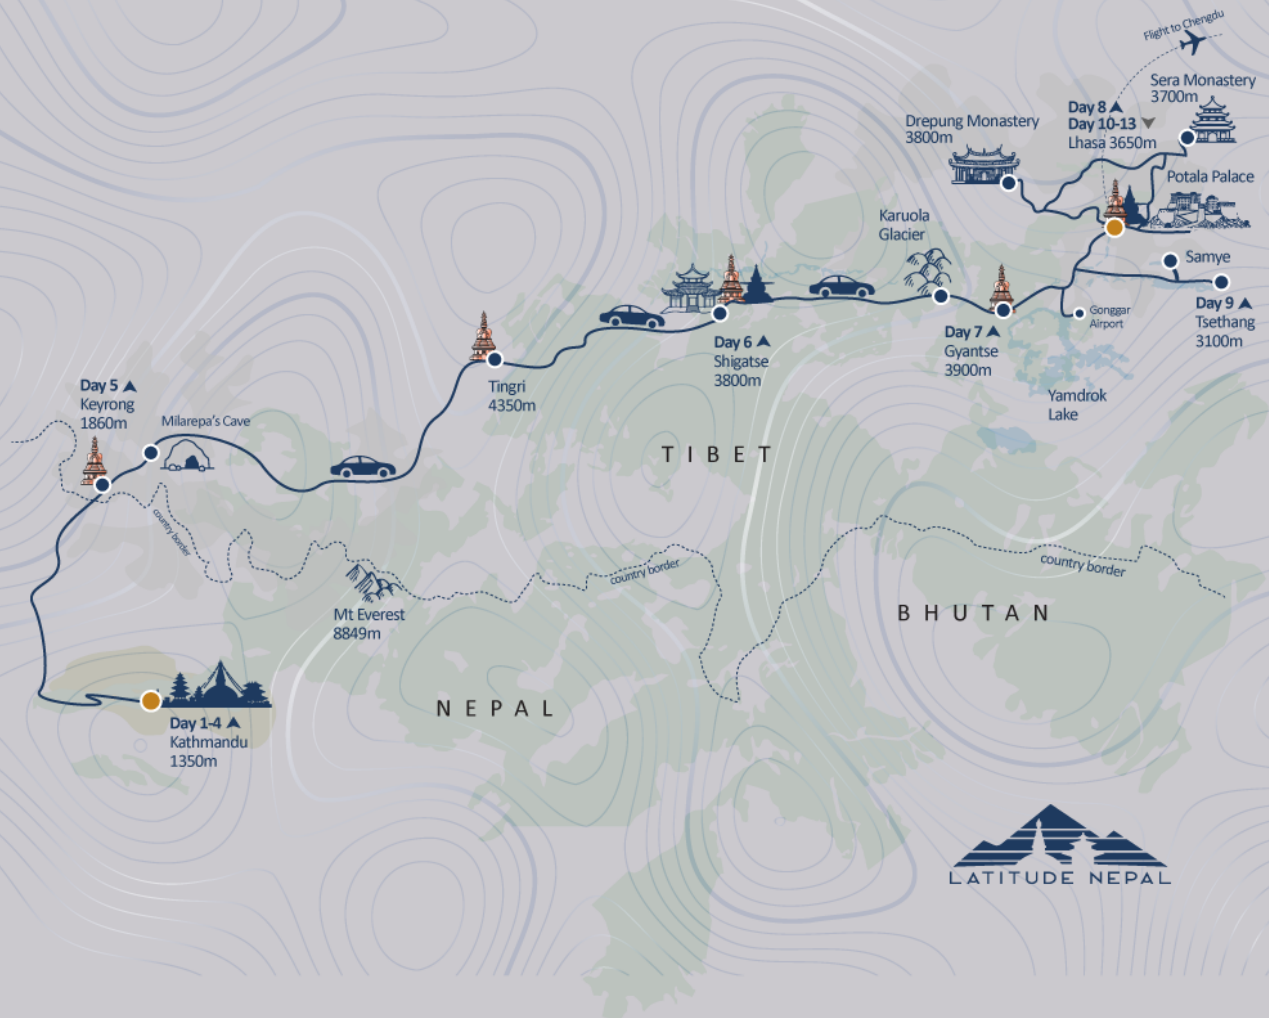 Flight to Chengdu
Sera Monastery
3700m
Day 8
Day 10-13
Lhasa 3650m
Drepung Monastery
3800m
Potala Palace
Karuola
Glacier
Samye
Day 9
Tsethang
3100m
Gonggar
Airport
Day 7
Gyantse
3900m
Day 6
Shigatse
3800m
Yamdrok
Lake
Tingri
4350m
Day 5
Keyrong
1860m
Milarepa's Cave
TIBET
country border
country border
country border
Mt Everest
8849m
BHUTAN
NEPAL
Day 1-4
Kathmandu
1350m
LATITUDE NEPAL